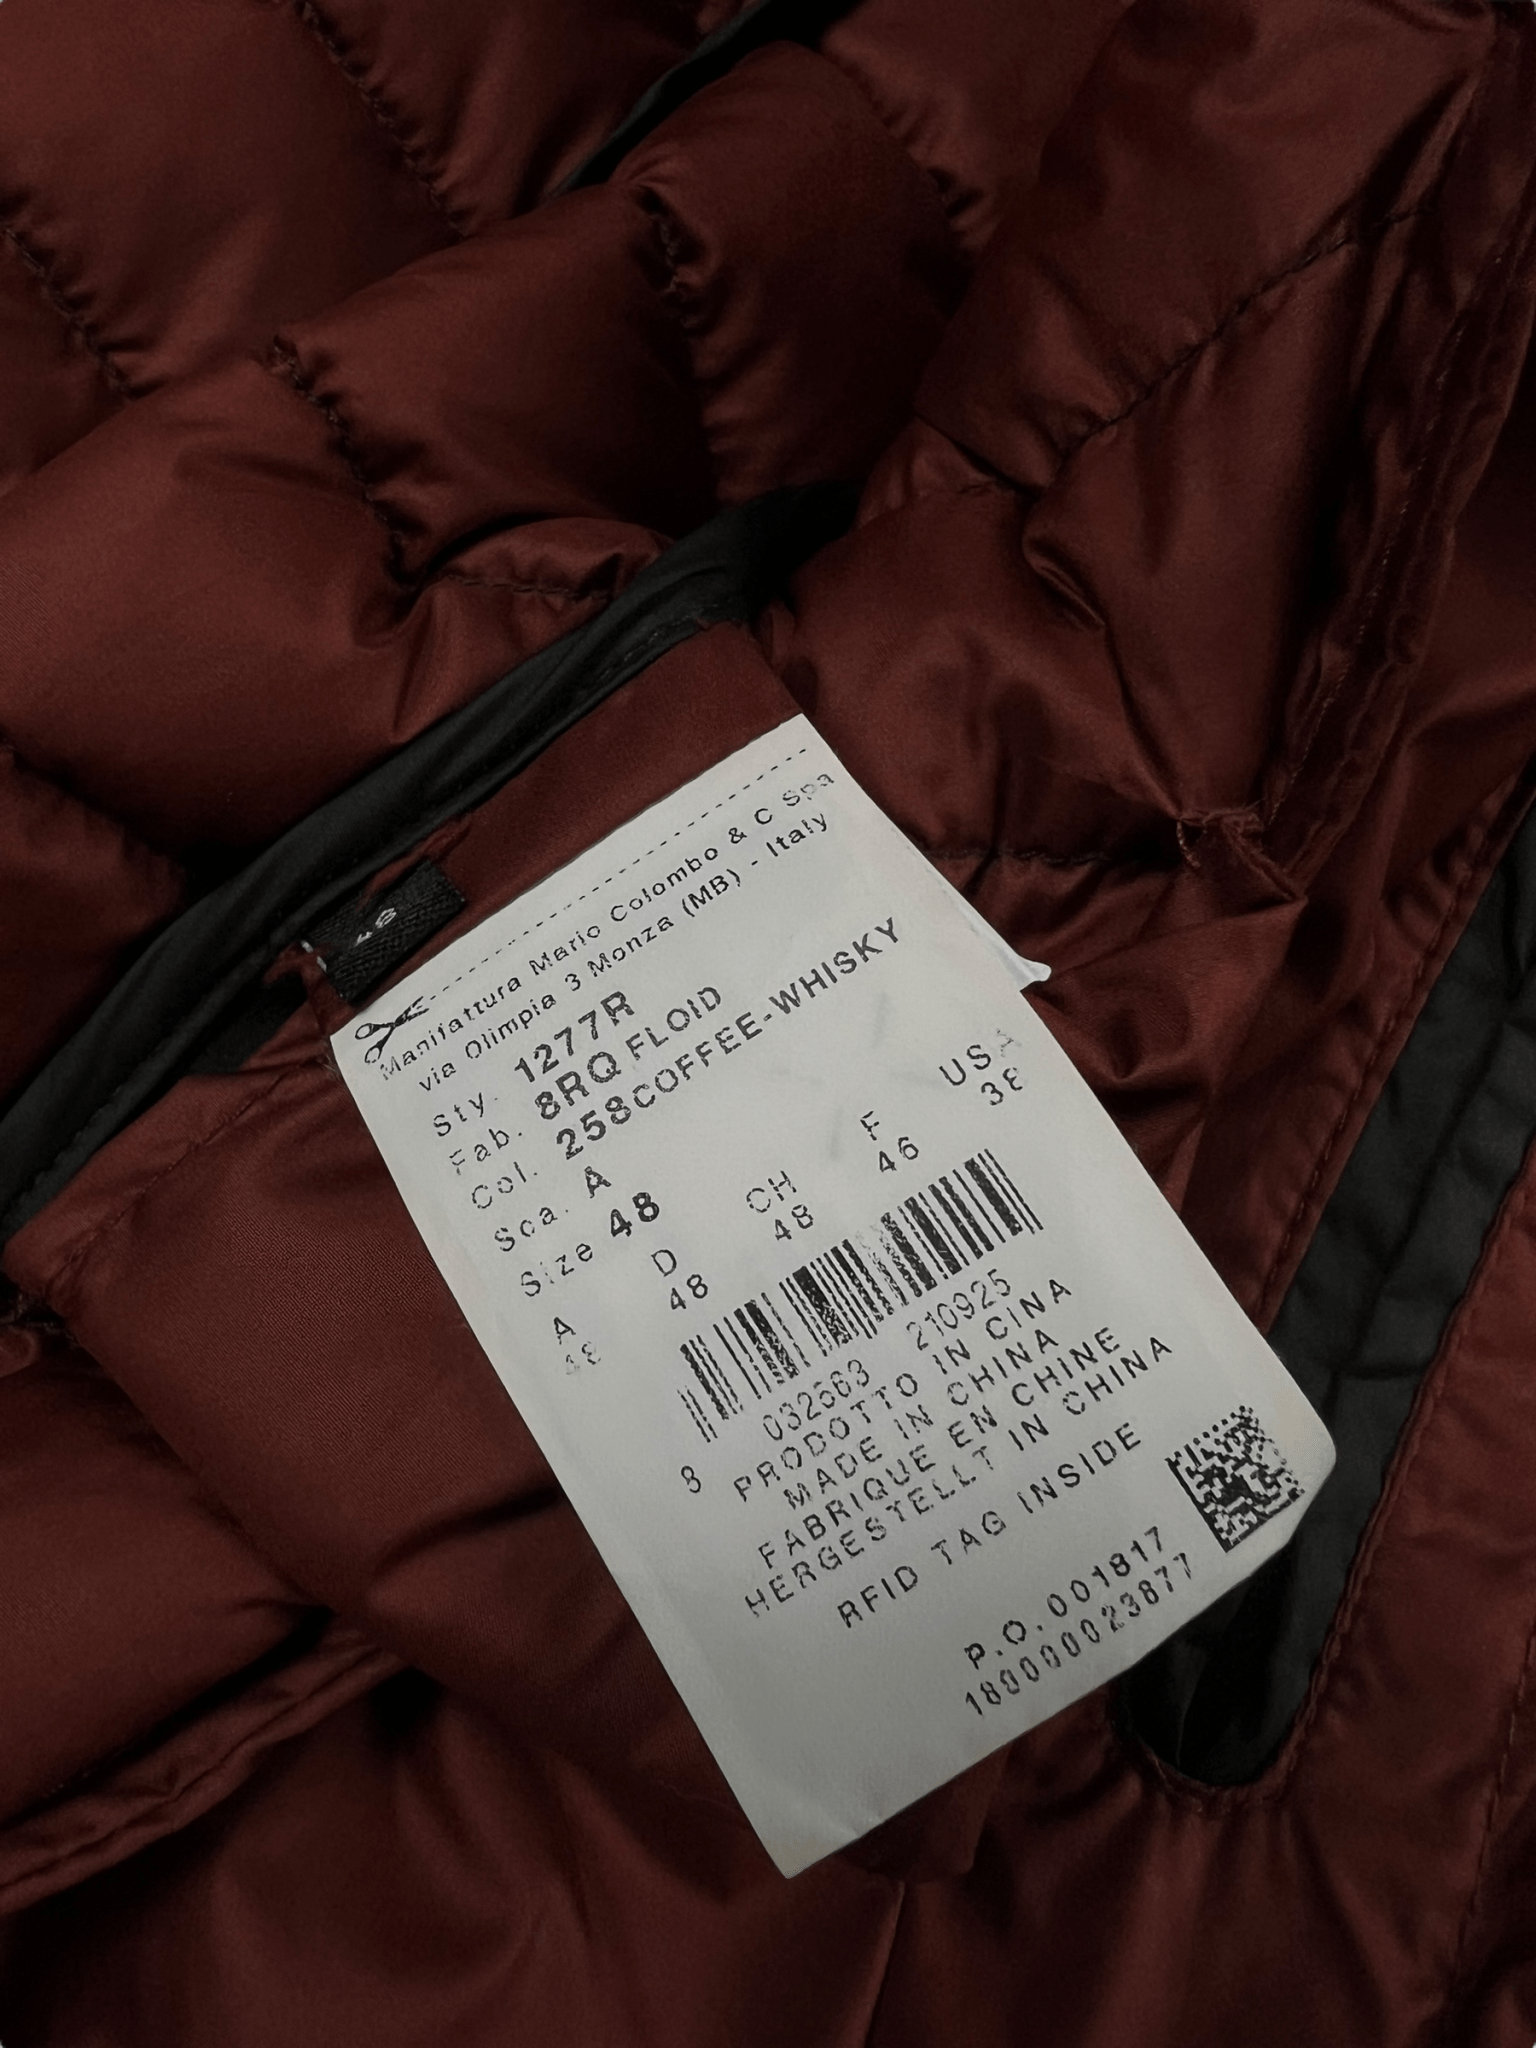 48
Manifattura Mario Colombo & C Spa
via Olimpia 3 Monza (MB) - Italy
Sty. 1277R
Fab. 8RQ FLOID
Col. 258COFFEE-WHISKY
Sca. A
Size 48
A D CH F USA
48 48 48 46 38
8 032563 210925
PRODOTTO IN CINA
MADE IN CHINA
FABRIQUE EN CHINE
HERGESTELLT IN CHINA
RFID TAG INSIDE
P.O. 001817
180000023877